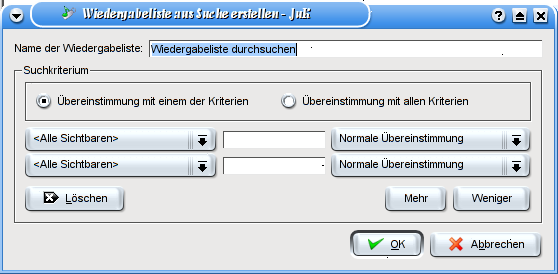 Wiedergabeliste aus Suche erstellen - JuK
Name der Wiedergabeliste: Wiedergabeliste durchsuchen
Suchkriterium
Übereinstimmung mit einem der Kriterien Übereinstimmung mit allen Kriterien
<Alle Sichtbaren> Normale Übereinstimmung
<Alle Sichtbaren> Normale Übereinstimmung
Löschen Mehr Weniger
OK Abbrechen